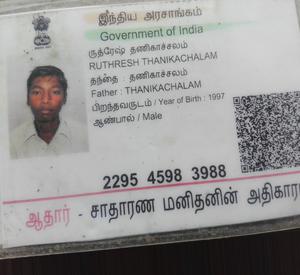 இந்திய அரசாங்கம்
Government of India
ருத்ரேஷ் தணிகாச்சலம்
RUTHRESH THANIKACHALAM
தந்தை : தணிகாச்சலம்
Father : THANIKACHALAM
பிறந்தவருடம் / Year of Birth : 1997
ஆண்பால் / Male
2295 4598 3988
ஆதார் - சாதாரண மனிதனின் அதிகார